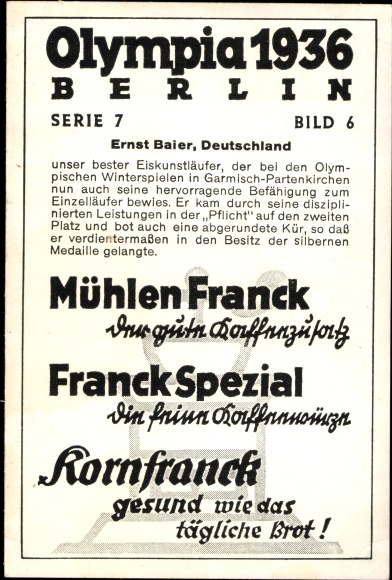 Olympia 1936
BERLIN
SERIE 7 BILD 6
Ernst Baier, Deutschland
unser bester Eiskunstläufer, der bei den Olym-
pischen Winterspielen in Garmisch-Partenkirchen
nun auch seine hervorragende Befähigung zum
Einzelläufer bewies. Er kam durch seine diszipli-
nierten Leistungen in der „Pflicht" auf den zweiten
Platz und bot auch eine abgerundete Kür, so daß
er verdientermaßen in den Besitz der silbernen
Medaille gelangte.
Mühlen Franck
der gute Kaffeezusatz
Franck Spezial
die feine Kaffeewürze
Kornfranck
gesund wie das
tägliche Brot!